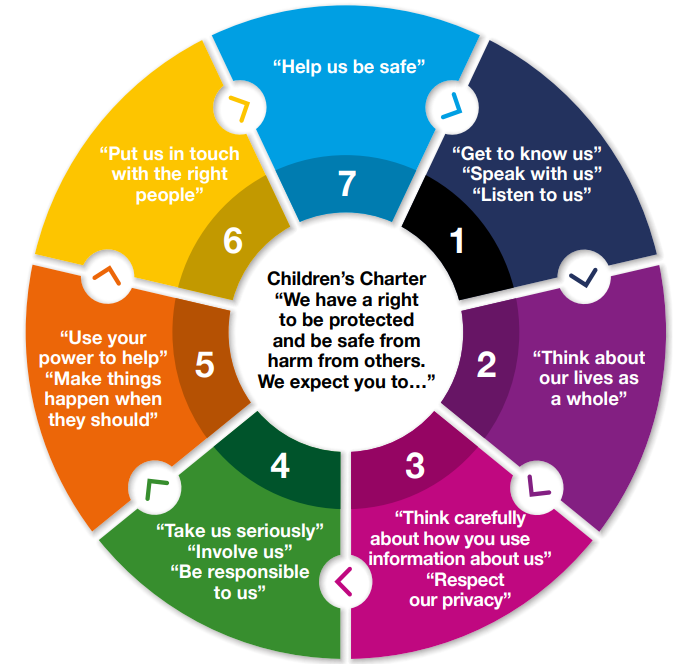 Children's Charter
“We have a right
to be protected
and be safe from
harm from others.
We expect you to…”
1
“Get to know us”
“Speak with us”
“Listen to us”
2
“Think about
our lives as
a whole”
3
“Think carefully
about how you use
information about us”
“Respect
our privacy”
4
“Take us seriously”
“Involve us”
“Be responsible
to us”
5
“Use your
power to help”
“Make things
happen when
they should”
6
“Put us in touch
with the right
people”
7
“Help us be safe”